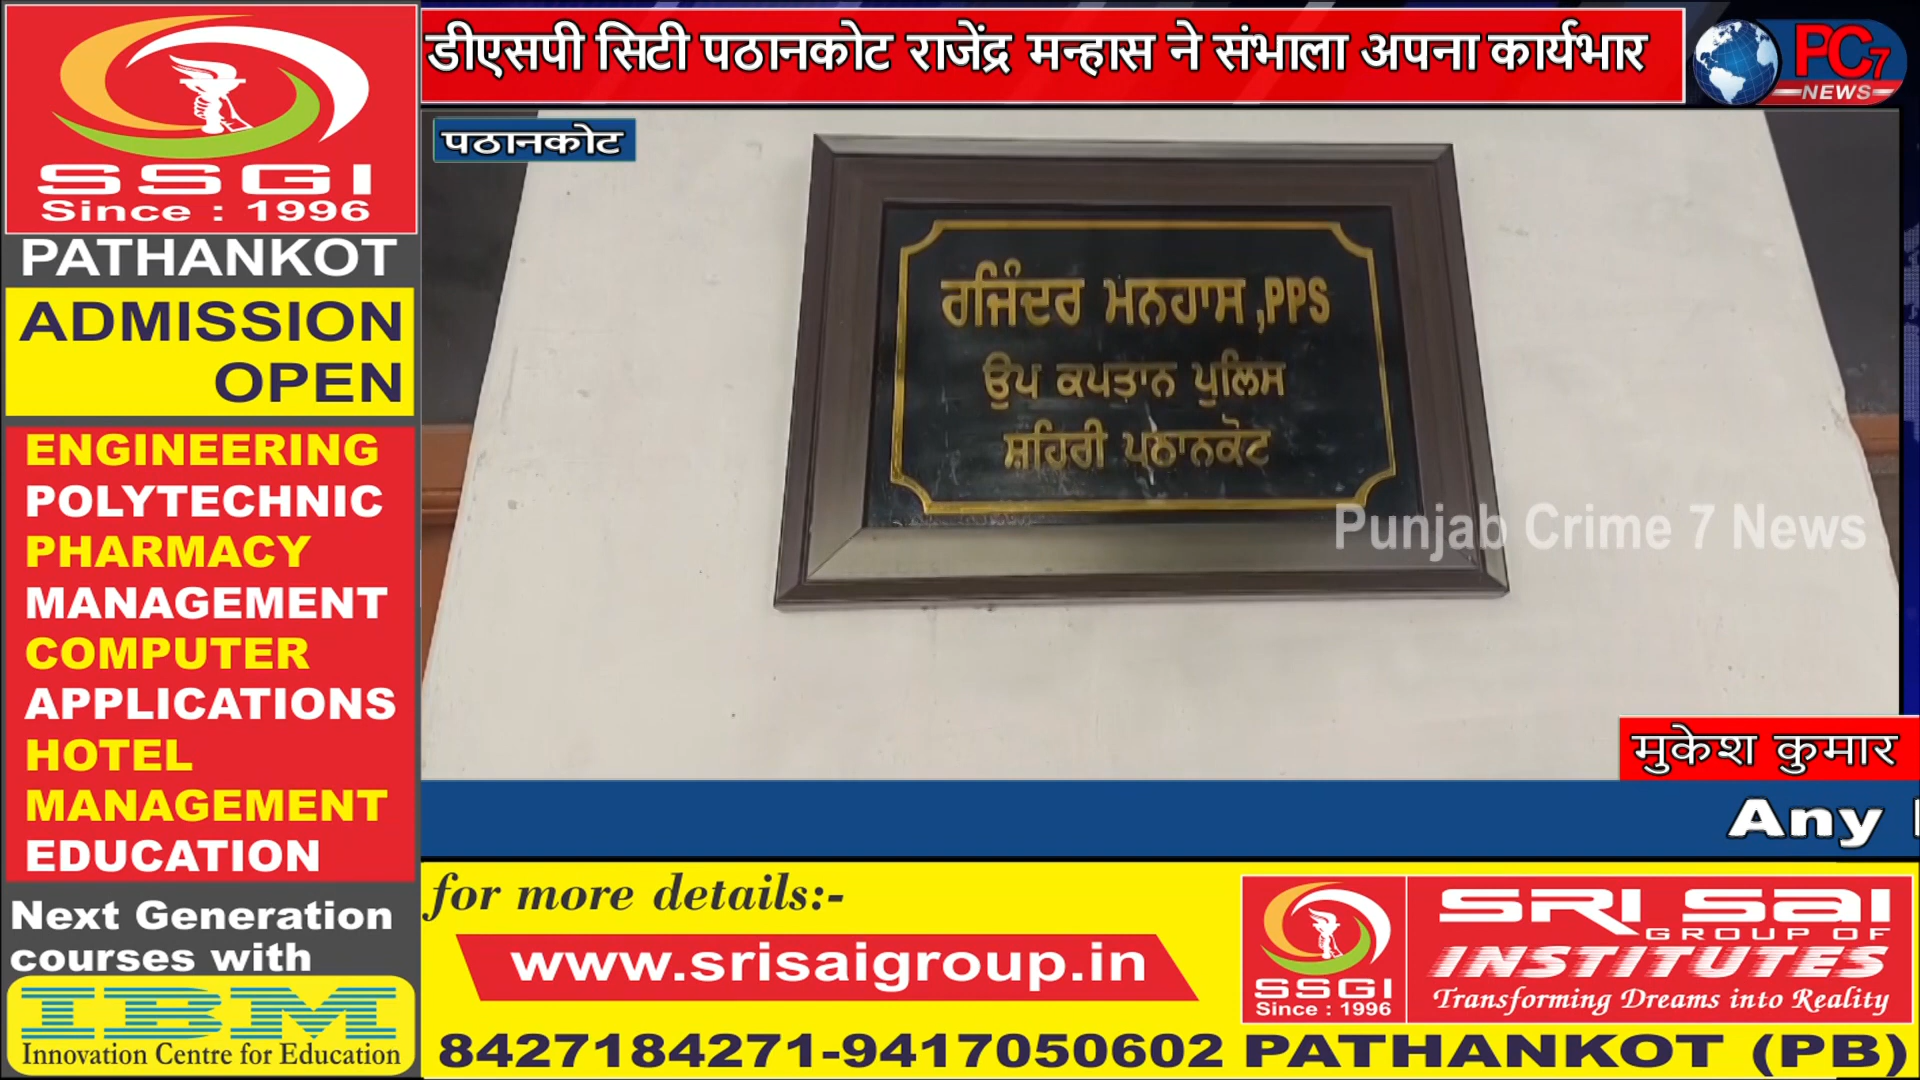 SSGI
Since : 1996
PATHANKOT
ADMISSION
OPEN
ENGINEERING
POLYTECHNIC
PHARMACY
MANAGEMENT
COMPUTER
APPLICATIONS
HOTEL
MANAGEMENT
EDUCATION
Next Generation
courses with
IBM
Innovation Centre for Education
डीएसपी सिटी पठानकोट राजेंद्र मन्हास ने संभाला अपना कार्यभार
PC7
NEWS
पठानकोट
ਰਜਿੰਦਰ ਮਨਹਾਸ,PPS
ਉਪ ਕਪਤਾਨ ਪੁਲਿਸ
ਸ਼ਹਿਰੀ ਪਠਾਨਕੋਟ
Punjab Crime 7 News
मुकेश कुमार
Any
for more details:-
www.srisaigroup.in
8427184271-9417050602 PATHANKOT (PB)
SSGI
Since : 1996
SRI SAI
GROUP OF
INSTITUTES
Transforming Dreams into Reality